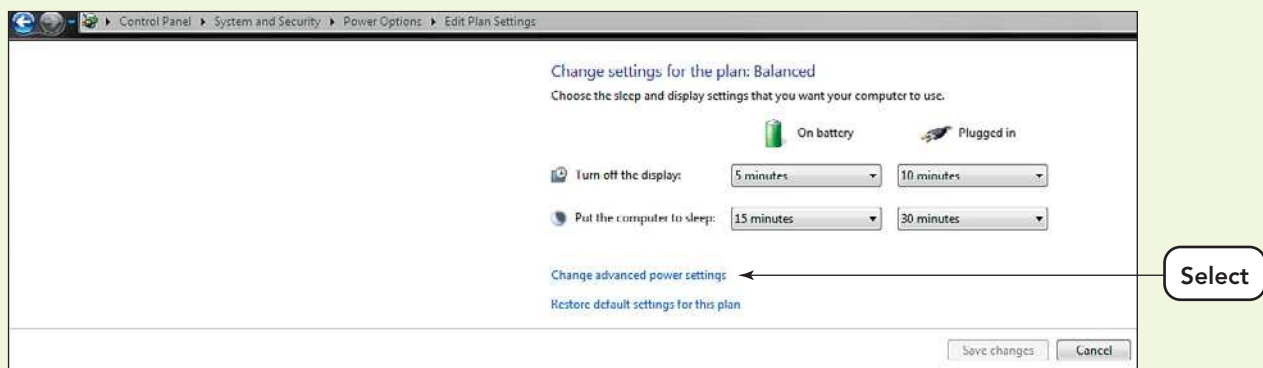 Control Panel ▸ System and Security ▸ Power Options ▸ Edit Plan Settings
Change settings for the plan: Balanced
Choose the sleep and display settings that you want your computer to use.
On battery Plugged in
Turn off the display: 5 minutes 10 minutes
Put the computer to sleep: 15 minutes 30 minutes
Change advanced power settings
Select
Restore default settings for this plan
Save changes Cancel